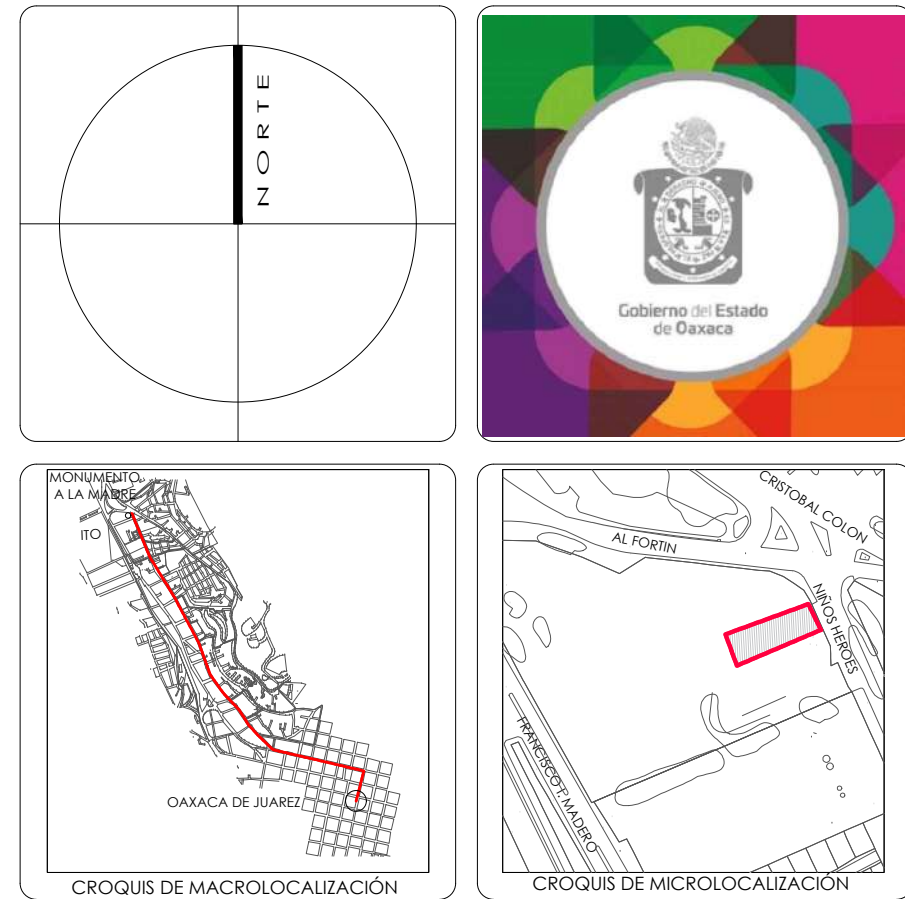 NORTE
Gobierno del Estado
de Oaxaca
MONUMENTO
A LA MADRE
ITO
OAXACA DE JUAREZ
CROQUIS DE MACROLOCALIZACIÓN
CRISTOBAL COLON
AL FORTIN
NIÑOS HEROES
FRANCISCO P. MADERO
CROQUIS DE MICROLOCALIZACIÓN